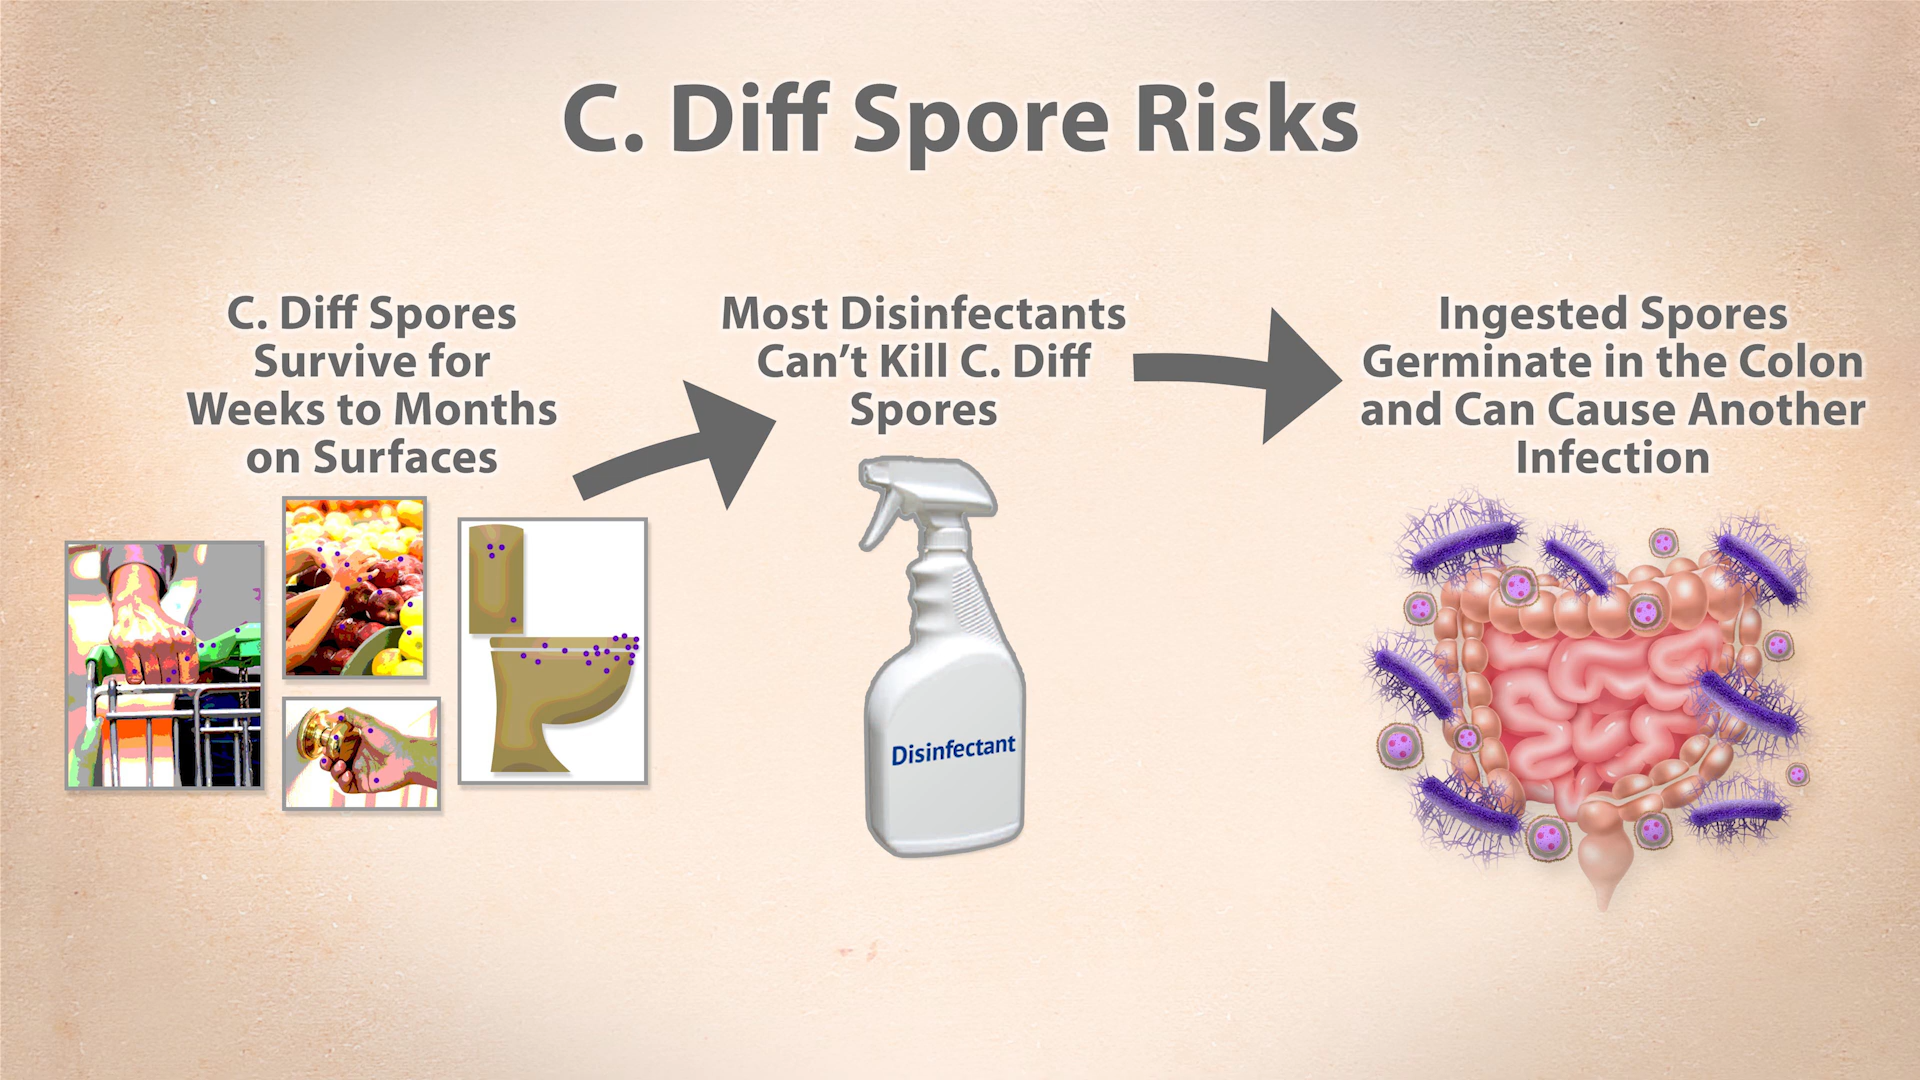 C. Diff Spore Risks
C. Diff Spores
Survive for
Weeks to Months
on Surfaces
Most Disinfectants
Can’t Kill C. Diff
Spores
Disinfectant
Ingested Spores
Germinate in the Colon
and Can Cause Another
Infection